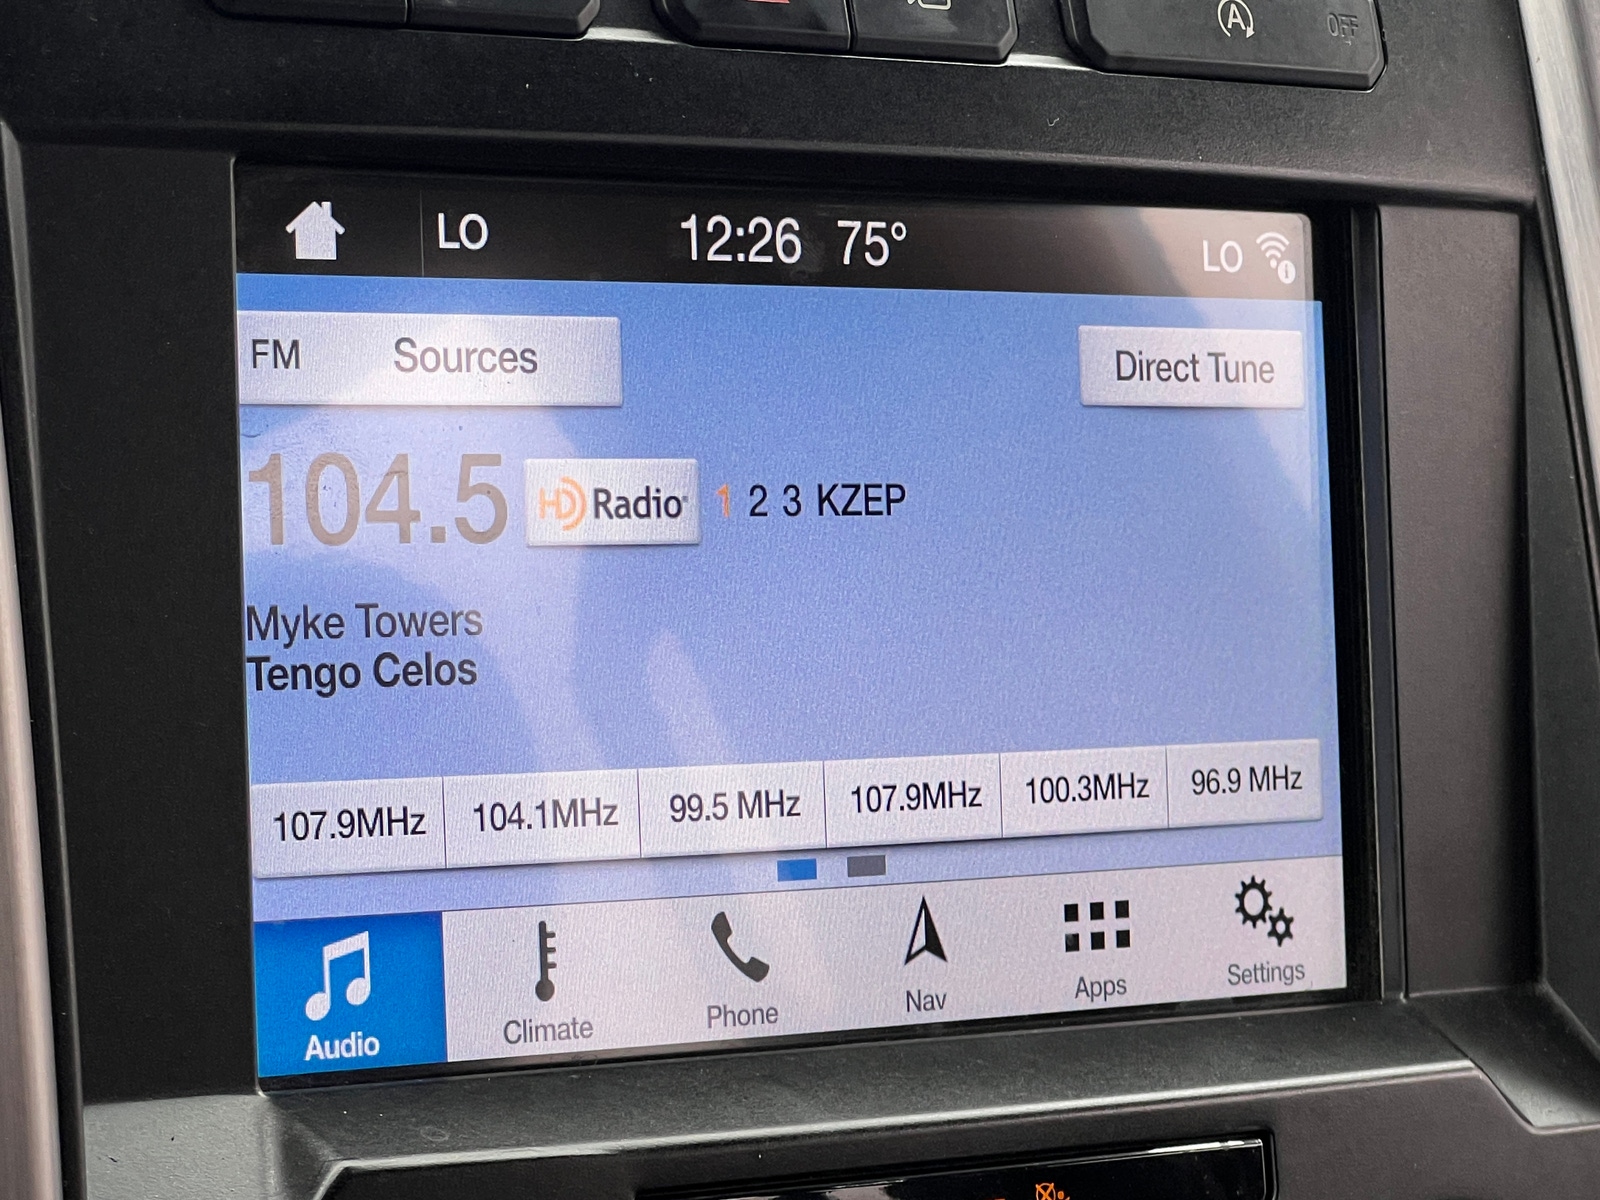 A OFF
LO 12:26 75° LO
FM Sources Direct Tune
104.5 HD Radio 1 2 3 KZEP
Myke Towers
Tengo Celos
107.9MHz 104.1MHz 99.5 MHz 107.9MHz 100.3MHz 96.9 MHz
Audio Climate Phone Nav Apps Settings